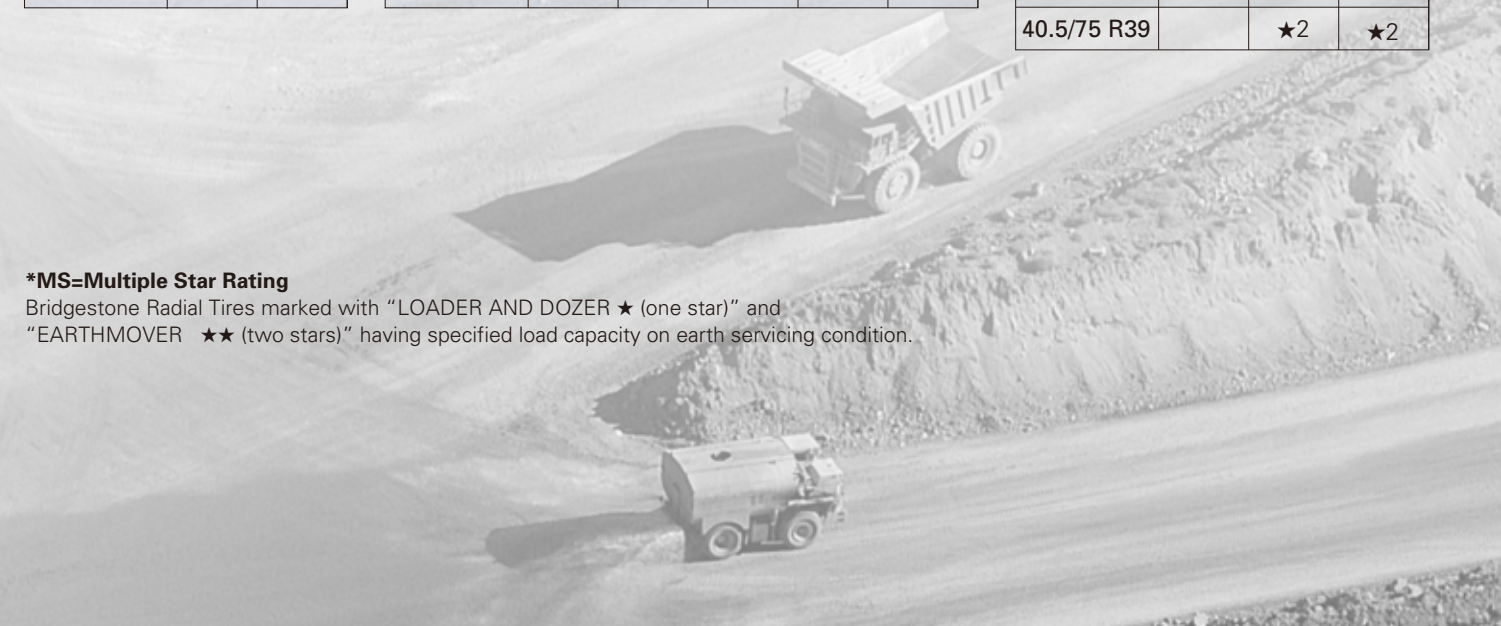 40.5/75 R39 ★2 ★2
*MS=Multiple Star Rating
Bridgestone Radial Tires marked with “LOADER AND DOZER ★ (one star)” and
“EARTHMOVER ★★ (two stars)” having specified load capacity on earth servicing condition.